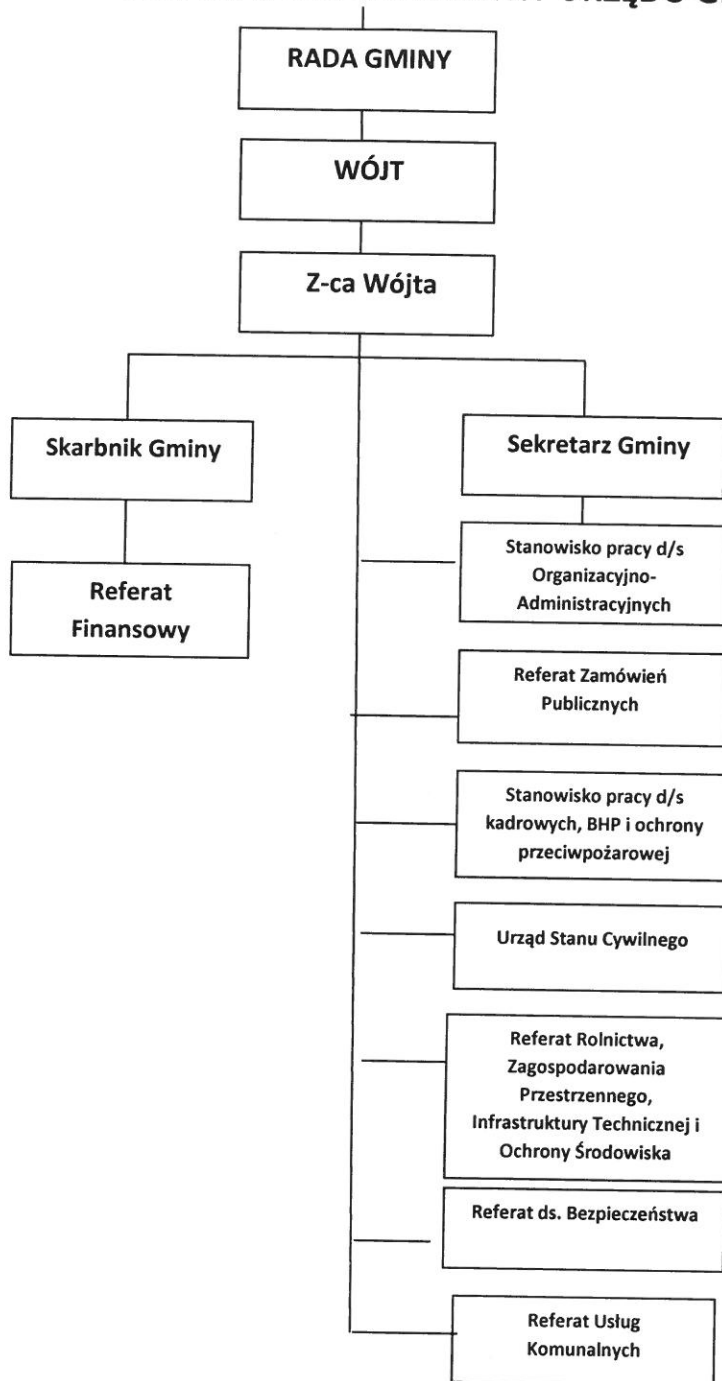 RADA GMINY
WÓJT
Z-ca Wójta
Skarbnik Gminy
Sekretarz Gminy
Referat
Finansowy
Stanowisko pracy d/s
Organizacyjno-
Administracyjnych
Referat Zamówień
Publicznych
Stanowisko pracy d/s
kadrowych, BHP i ochrony
przeciwpożarowej
Urząd Stanu Cywilnego
Referat Rolnictwa,
Zagospodarowania
Przestrzennego,
Infrastruktury Technicznej i
Ochrony Środowiska
Referat ds. Bezpieczeństwa
Referat Usług
Komunalnych